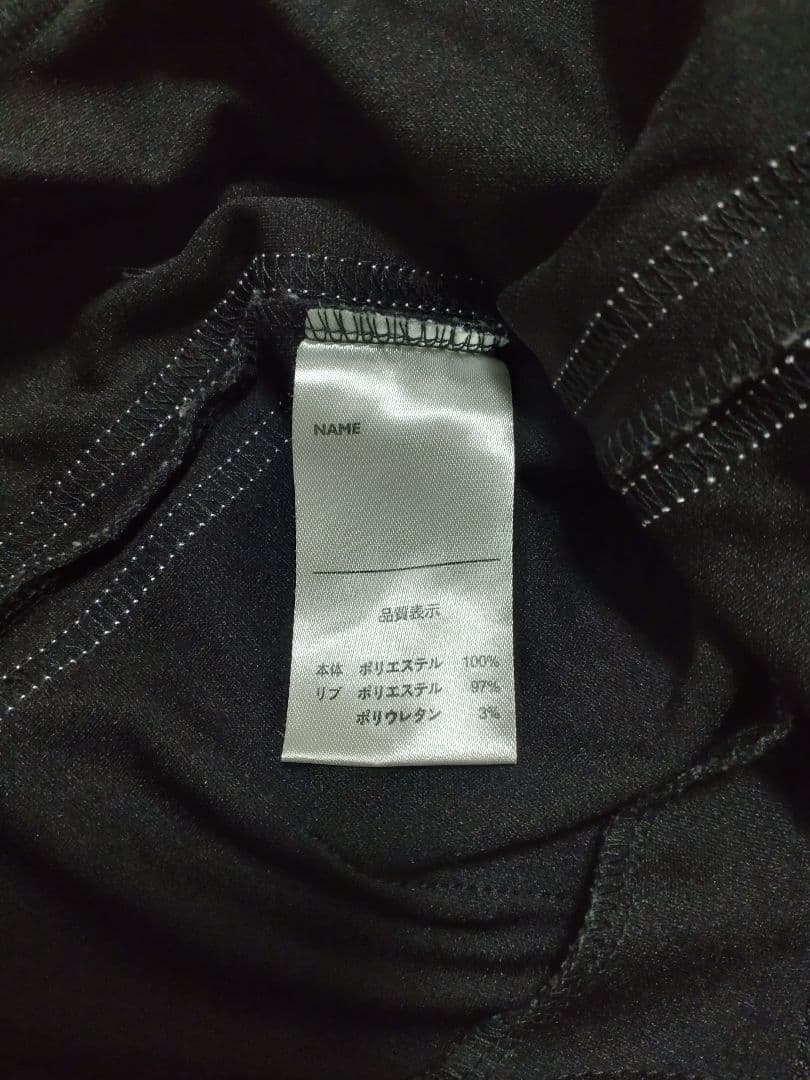 NAME
品質表示
本体 ポリエステル 100%
リブ ポリエステル 97%
ポリウレタン 3%